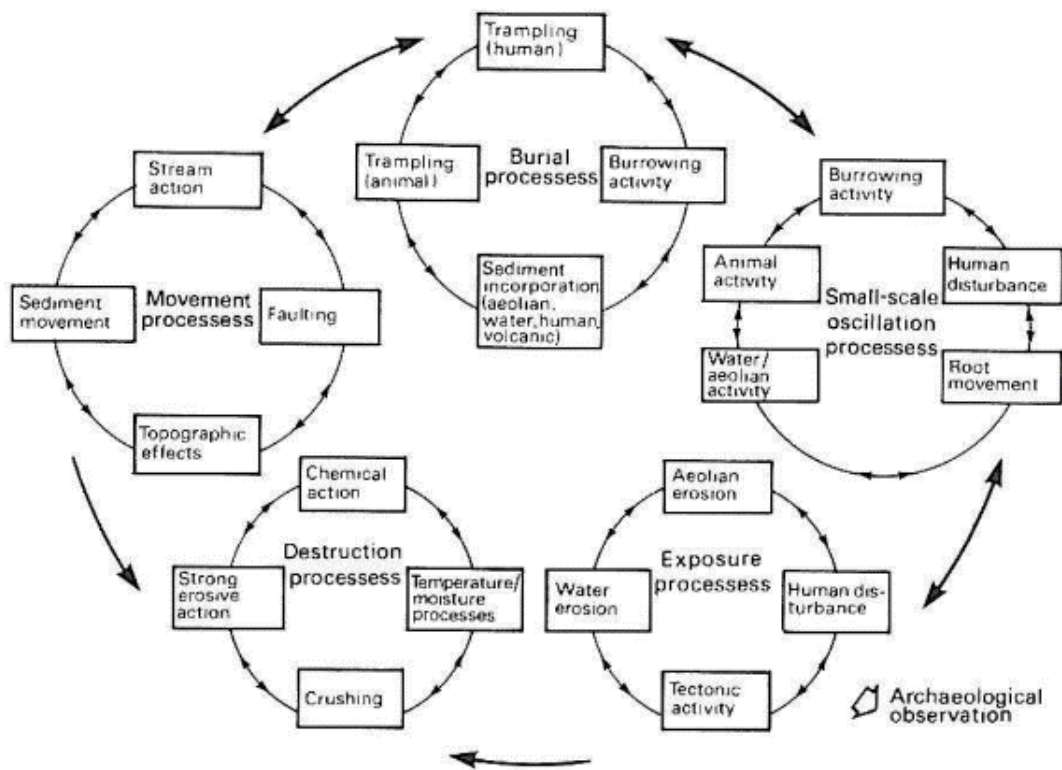 Trampling
(human)
Trampling
(animal)
Burial
processess
Burrowing
activity
Sediment
incorporation
(aeolian,
water, human,
volcanic)
Stream
action
Sediment
movement
Movement
processess
Faulting
Topographic
effects
Burrowing
activity
Animal
activity
Human
disturbance
Small-scale
oscillation
processess
Water/
aeolian activity
Root
movement
Chemical
action
Destruction
processess
Strong
erosive
action
Temperature/
moisture
processes
Crushing
Aeolian
erosion
Exposure
processess
Water
erosion
Human dis-
turbance
Tectonic
activity
Archaeological
observation